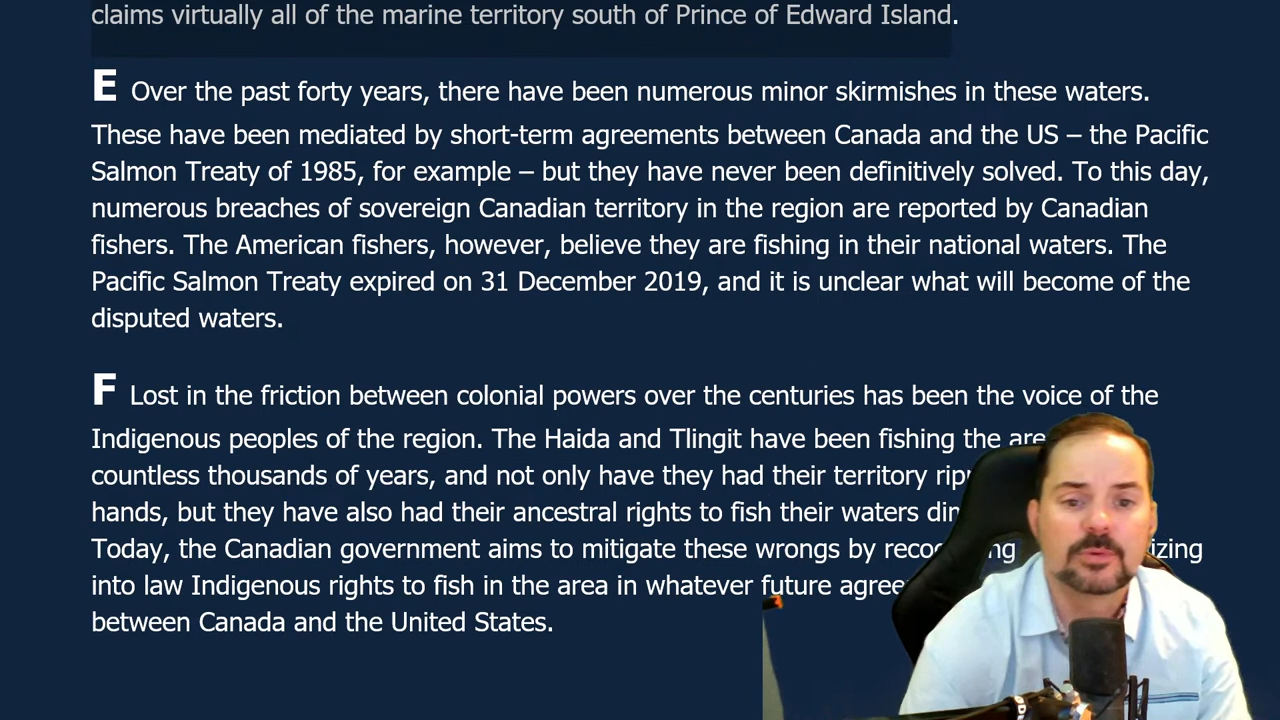 claims virtually all of the marine territory south of Prince of Edward Island.
E Over the past forty years, there have been numerous minor skirmishes in these waters.
These have been mediated by short-term agreements between Canada and the US – the Pacific
Salmon Treaty of 1985, for example – but they have never been definitively solved. To this day,
numerous breaches of sovereign Canadian territory in the region are reported by Canadian
fishers. The American fishers, however, believe they are fishing in their national waters. The
Pacific Salmon Treaty expired on 31 December 2019, and it is unclear what will become of the
disputed waters.
F Lost in the friction between colonial powers over the centuries has been the voice of the
Indigenous peoples of the region. The Haida and Tlingit have been fishing the
countless thousands of years, and not only have they had their territory
hands, but they have also had their ancestral rights to fish their waters
Today, the Canadian government aims to mitigate these wrongs by
into law Indigenous rights to fish in the area in whatever future
between Canada and the United States.